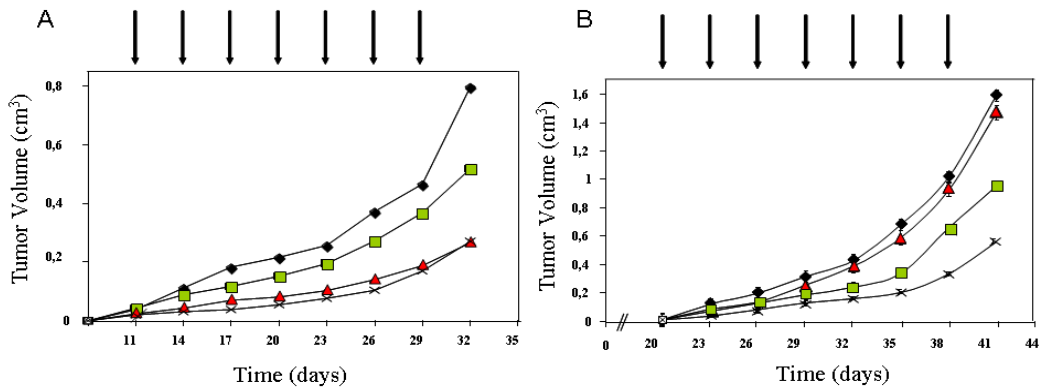 A
Tumor Volume (cm³)
0,8
0,6
0,4
0,2
0
11 14 17 20 23 26 29 32 35
Time (days)
B
Tumor Volume (cm³)
1,6
1,4
1,2
1
0,8
0,6
0,4
0,2
0
0 20 23 26 29 32 35 38 41 44
Time (days)